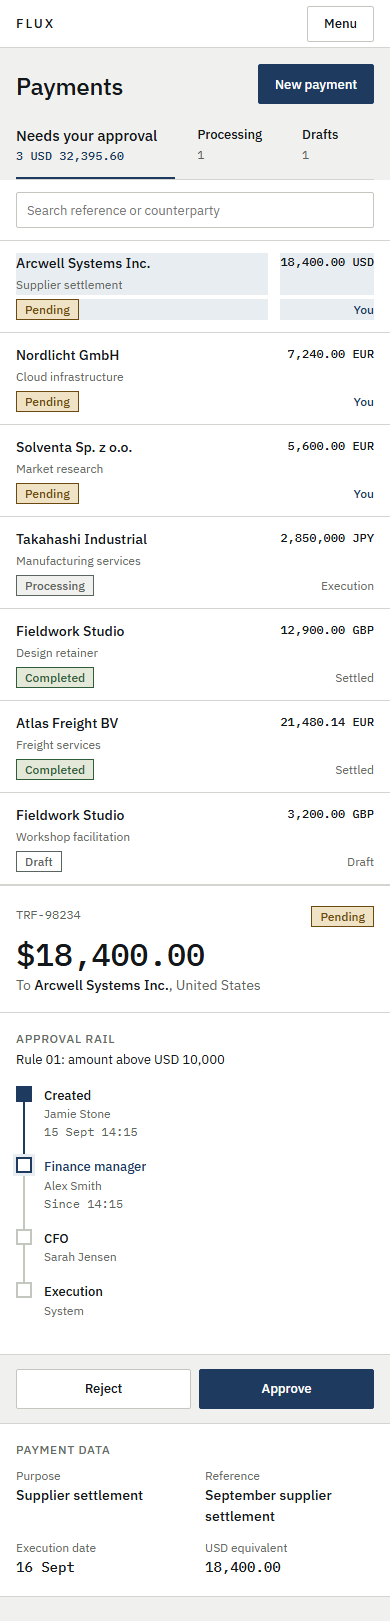 FLUX
Menu
Payments
New payment
Needs your approval
3 USD 32,395.60
Processing
1
Drafts
1
Search reference or counterparty
Arcwell Systems Inc.
18,400.00 USD
Supplier settlement
Pending
You
Nordlicht GmbH
7,240.00 EUR
Cloud infrastructure
Pending
You
Solventa Sp. z o.o.
5,600.00 EUR
Market research
Pending
You
Takahashi Industrial
2,850,000 JPY
Manufacturing services
Processing
Execution
Fieldwork Studio
12,900.00 GBP
Design retainer
Completed
Settled
Atlas Freight BV
21,480.14 EUR
Freight services
Completed
Settled
Fieldwork Studio
3,200.00 GBP
Workshop facilitation
Draft
Draft
TRF-98234
Pending
$18,400.00
To Arcwell Systems Inc., United States
APPROVAL RAIL
Rule 01: amount above USD 10,000
Created
Jamie Stone
15 Sept 14:15
Finance manager
Alex Smith
Since 14:15
CFO
Sarah Jensen
Execution
System
Reject
Approve
PAYMENT DATA
Purpose
Supplier settlement
Reference
September supplier
settlement
Execution date
16 Sept
USD equivalent
18,400.00